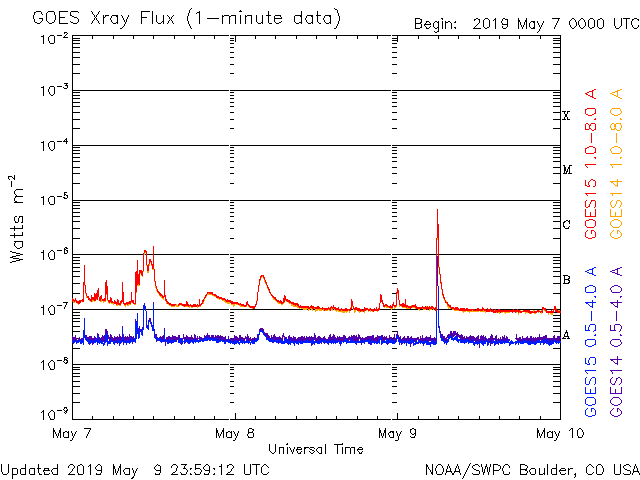 GOES Xray Flux (1-minute data)
Begin: 2019 May 7 0000 UTC
10⁻²
10⁻³
10⁻⁴
10⁻⁵
10⁻⁶
10⁻⁷
10⁻⁸
10⁻⁹
Watts m⁻²
X
M
C
B
A
GOES15 1.0-8.0 A
GOES14 1.0-8.0 A
GOES15 0.5-4.0 A
GOES14 0.5-4.0 A
May 7
May 8
May 9
May 10
Universal Time
Updated 2019 May 9 23:59:12 UTC
NOAA/SWPC Boulder, CO USA